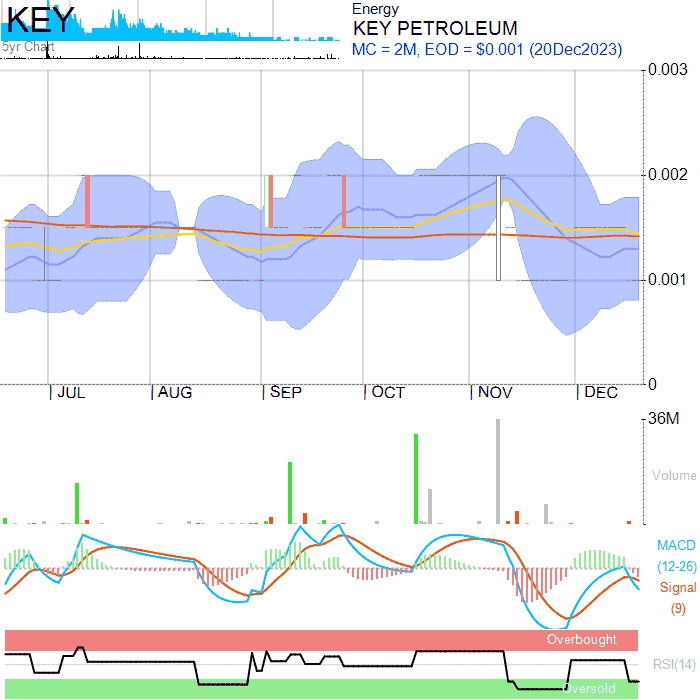 KEY
5yr Chart
Energy
KEY PETROLEUM
MC = 2M, EOD = $0.001 (20Dec2023)
0.003
0.002
0.001
0
JUL AUG SEP OCT NOV DEC
36M
Volume
MACD
(12-26)
Signal
(9)
Overbought
RSI(14)
Oversold